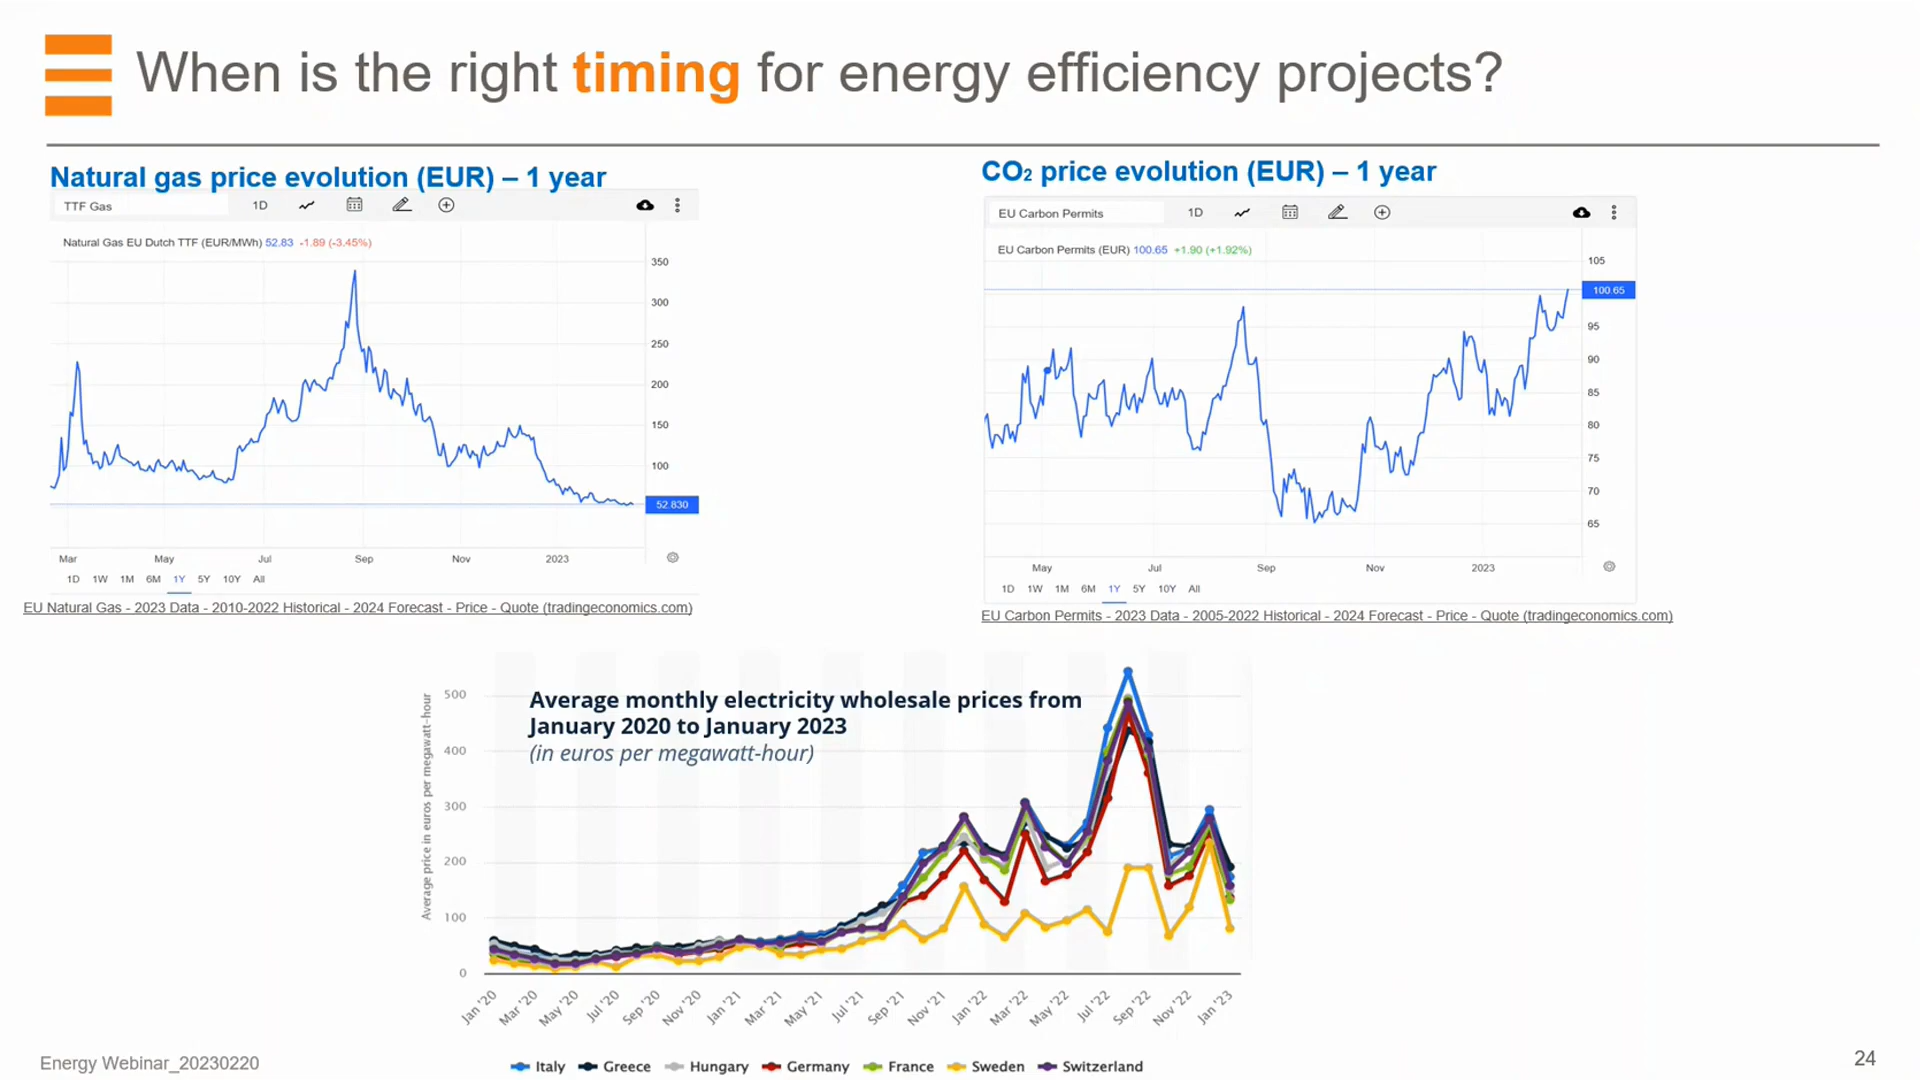 When is the right timing for energy efficiency projects?
Natural gas price evolution (EUR) – 1 year
TTF Gas
1D
Natural Gas EU Dutch TTF (EUR/MWh) 52.83 -1.89 (-3.45%)
350
300
250
200
150
100
52.830
Mar May Jul Sep Nov 2023
1D 1W 1M 6M 1Y 5Y 10Y All
EU Natural Gas - 2023 Data - 2010-2022 Historical - 2024 Forecast - Price - Quote (tradingeconomics.com)
CO₂ price evolution (EUR) – 1 year
EU Carbon Permits
1D
EU Carbon Permits (EUR) 100.65 +1.90 (+1.92%)
105
100.65
95
90
85
80
75
70
65
May Jul Sep Nov 2023
1D 1W 1M 6M 1Y 5Y 10Y All
EU Carbon Permits - 2023 Data - 2005-2022 Historical - 2024 Forecast - Price - Quote (tradingeconomics.com)
Average monthly electricity wholesale prices from
January 2020 to January 2023
(in euros per megawatt-hour)
Average price in euros per megawatt-hour
500
400
300
200
100
0
Jan '20 Mar '20 May '20 Jul '20 Sep '20 Nov '20 Jan '21 Mar '21 May '21 Jul '21 Sep '21 Nov '21 Jan '22 Mar '22 May '22 Jul '22 Sep '22 Nov '22 Jan '23
Italy Greece Hungary Germany France Sweden Switzerland
Energy Webinar_20230220
24